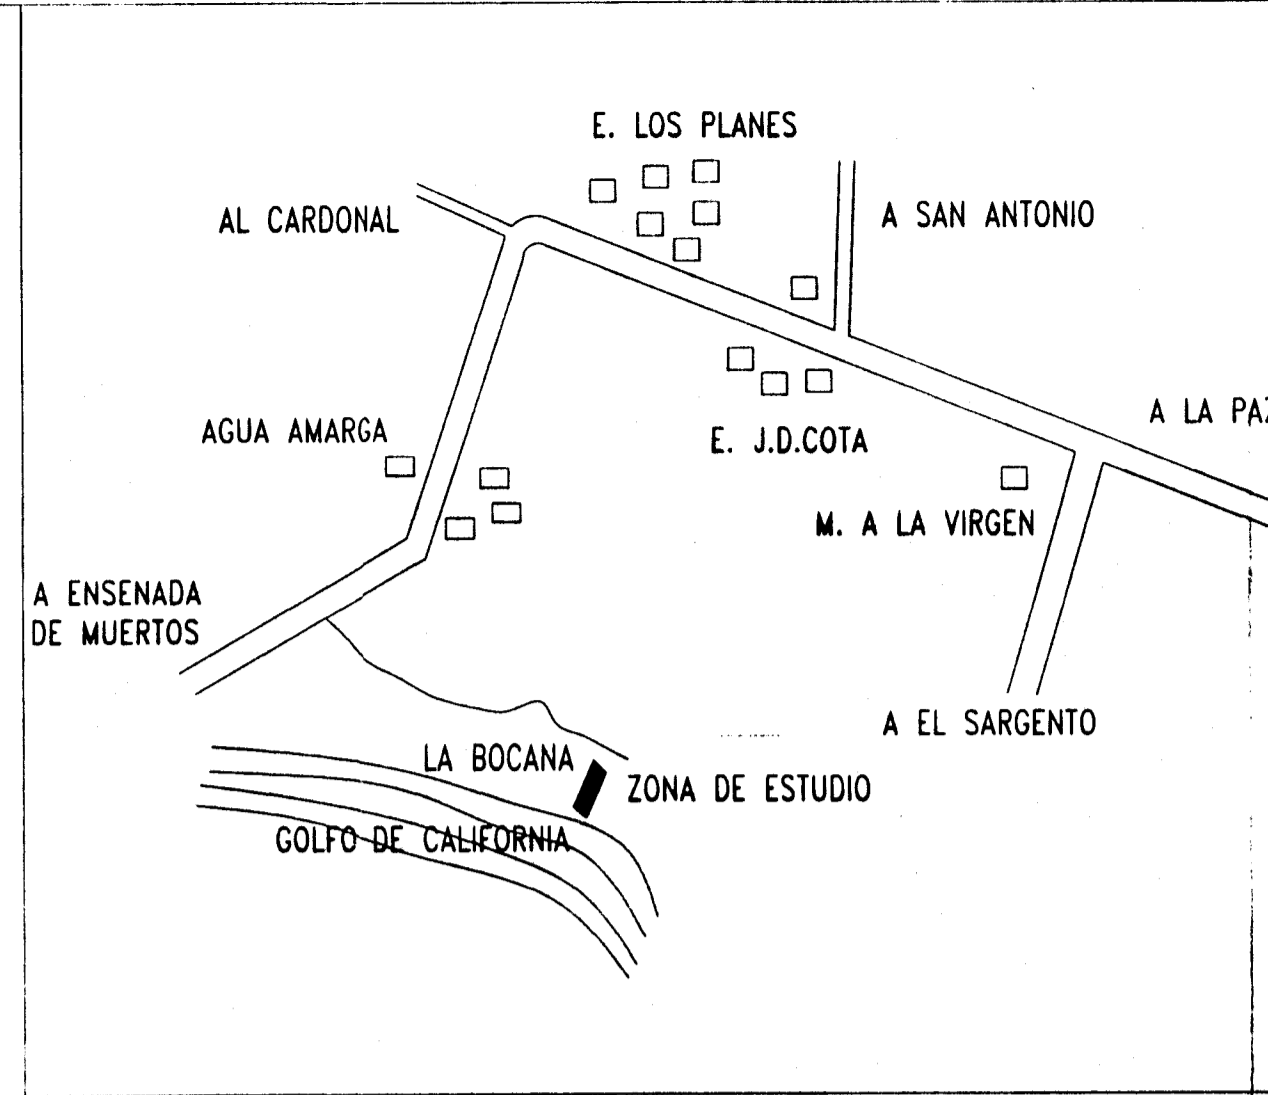 E. LOS PLANES
AL CARDONAL
A SAN ANTONIO
A LA PAZ
AGUA AMARGA
E. J.D.COTA
M. A LA VIRGEN
A ENSENADA
DE MUERTOS
A EL SARGENTO
LA BOCANA
ZONA DE ESTUDIO
GOLFO DE CALIFORNIA